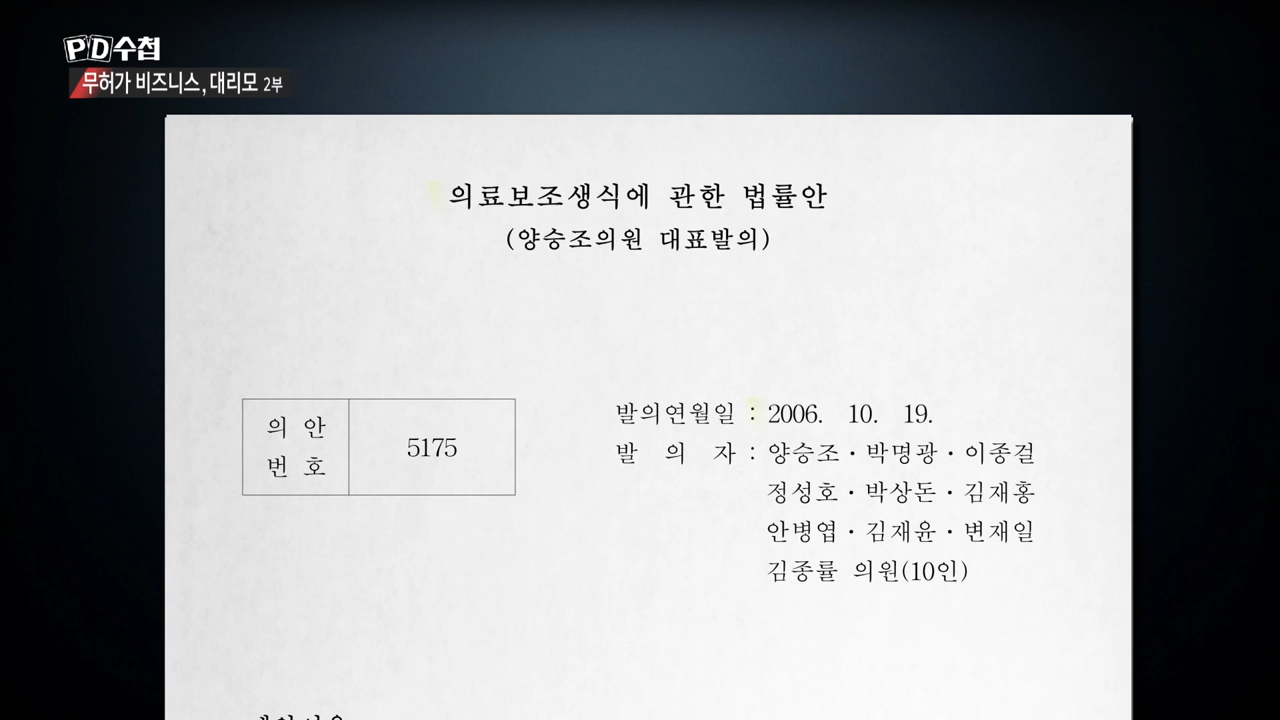 PD수첩
무허가 비즈니스, 대리모 2부
의료보조생식에 관한 법률안
(양승조의원 대표발의)
의 안
번 호
5175
발의연월일 : 2006. 10. 19.
발 의 자 : 양승조·박명광·이종걸
정성호·박상돈·김재홍
안병엽·김재윤·변재일
김종률 의원(10인)